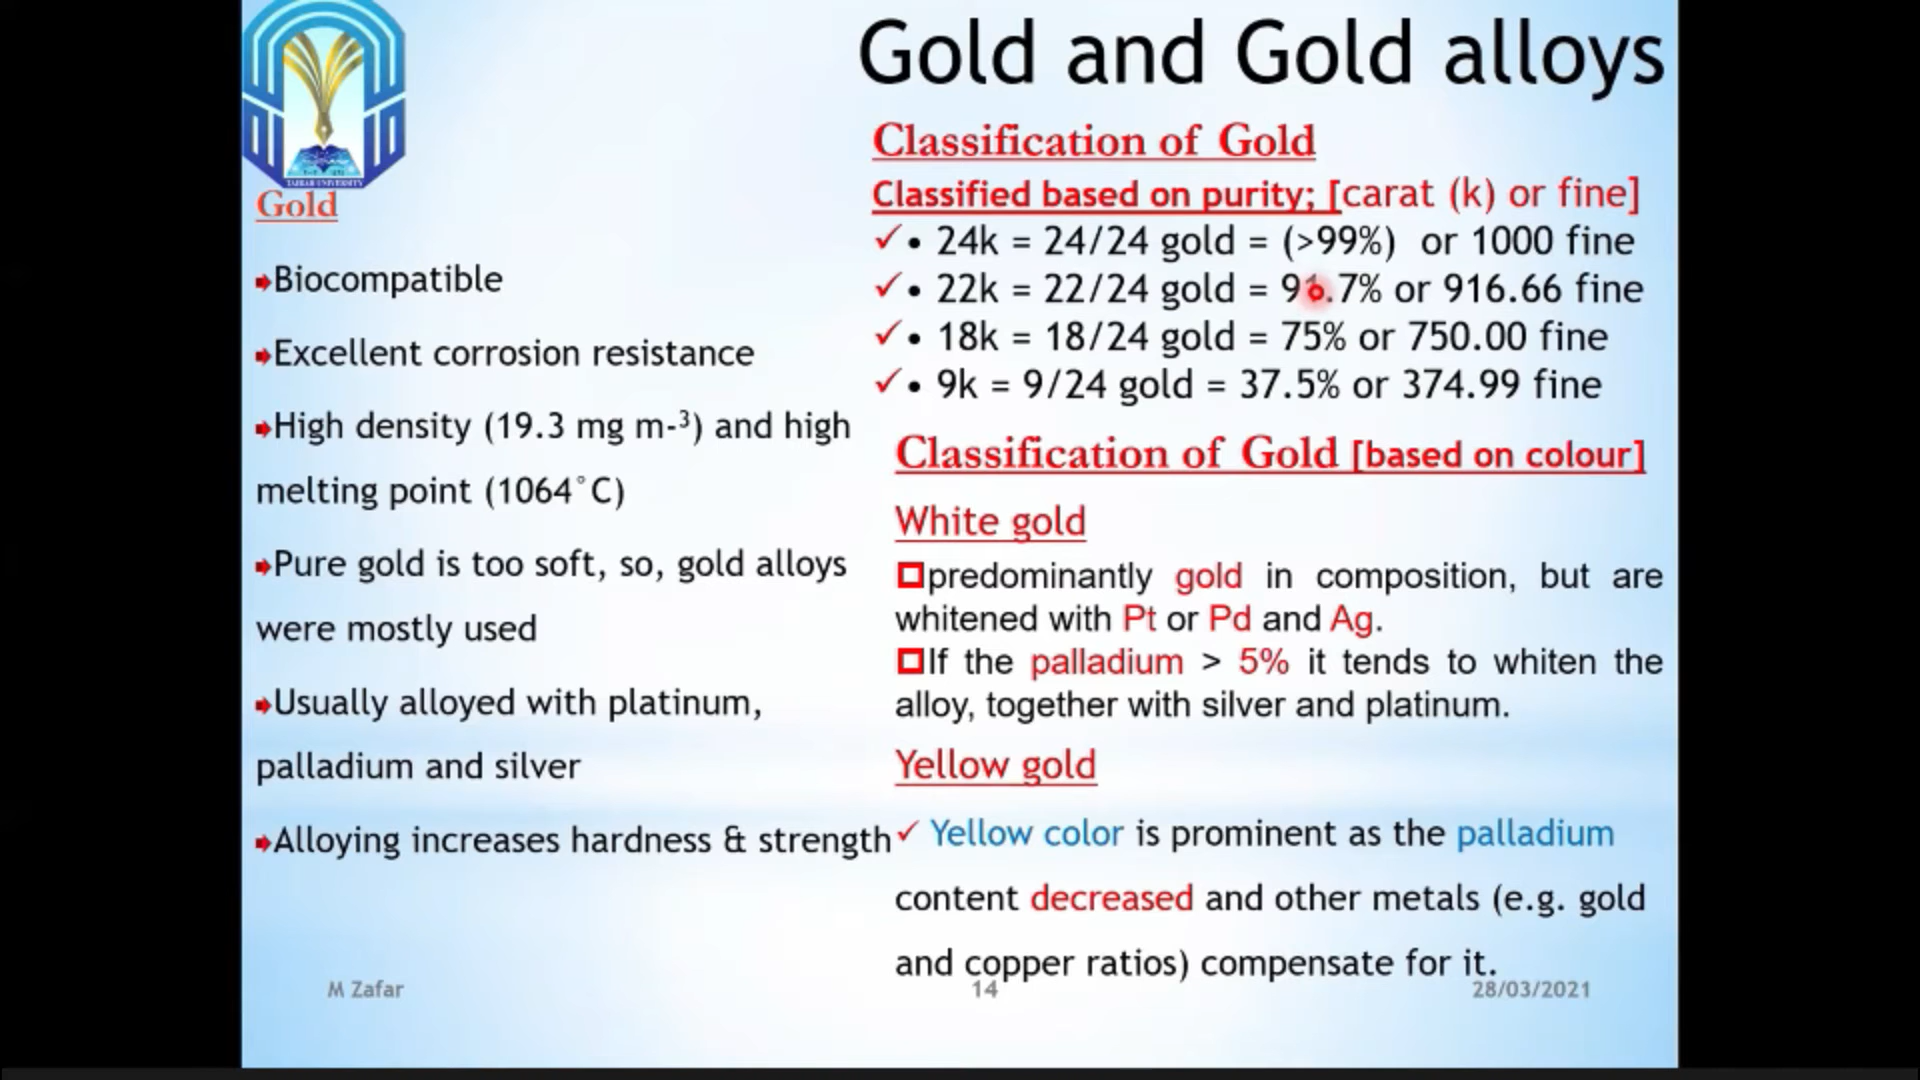 Gold and Gold alloys
TAIBAH UNIVERSITY
Gold
Biocompatible
Excellent corrosion resistance
High density (19.3 mg m-³) and high
melting point (1064°C)
Pure gold is too soft, so, gold alloys
were mostly used
Usually alloyed with platinum,
palladium and silver
Alloying increases hardness & strength
Classification of Gold
Classified based on purity; [carat (k) or fine]
✓• 24k = 24/24 gold = (>99%) or 1000 fine
✓• 22k = 22/24 gold = 91.7% or 916.66 fine
✓• 18k = 18/24 gold = 75% or 750.00 fine
✓• 9k = 9/24 gold = 37.5% or 374.99 fine
Classification of Gold [based on colour]
White gold
predominantly gold in composition, but are
whitened with Pt or Pd and Ag.
If the palladium > 5% it tends to whiten the
alloy, together with silver and platinum.
Yellow gold
✓ Yellow color is prominent as the palladium
content decreased and other metals (e.g. gold
and copper ratios) compensate for it.
M Zafar
14
28/03/2021